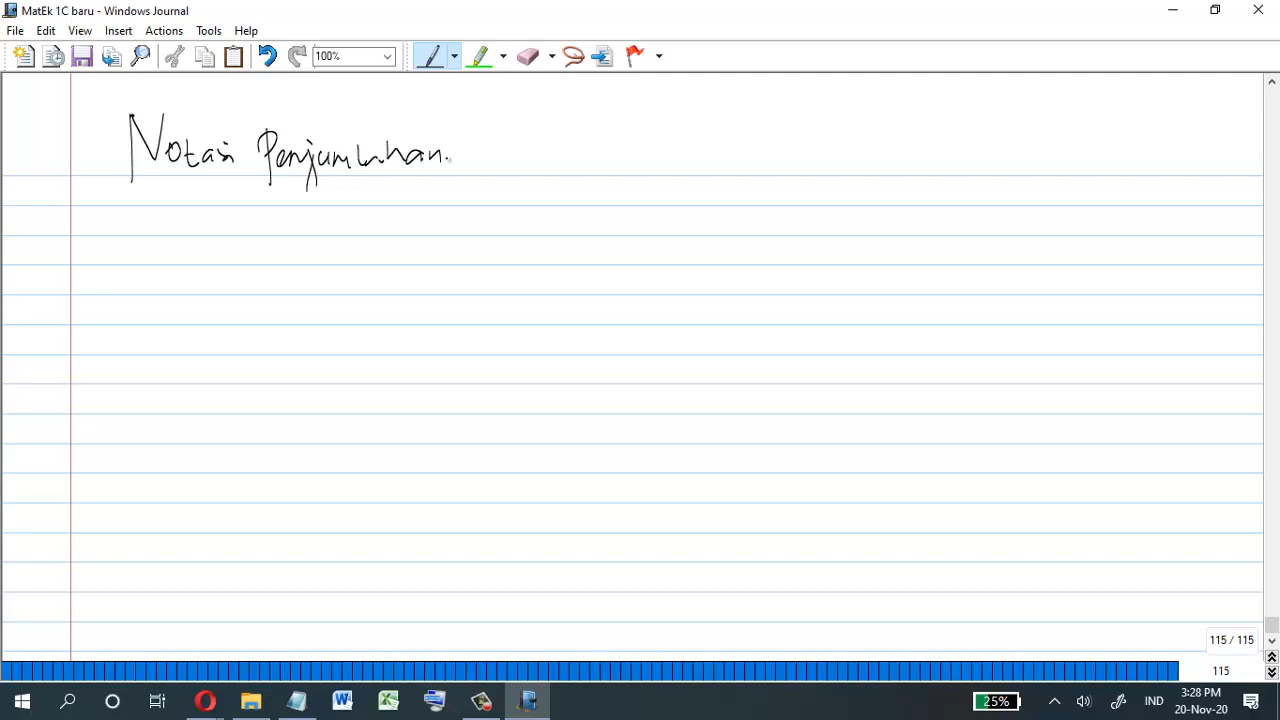 MatEk 1C baru - Windows Journal
File Edit View Insert Actions Tools Help
100%
Notasi Penjumlahan.
115 / 115
115
25% IND 3:28 PM
20-Nov-20